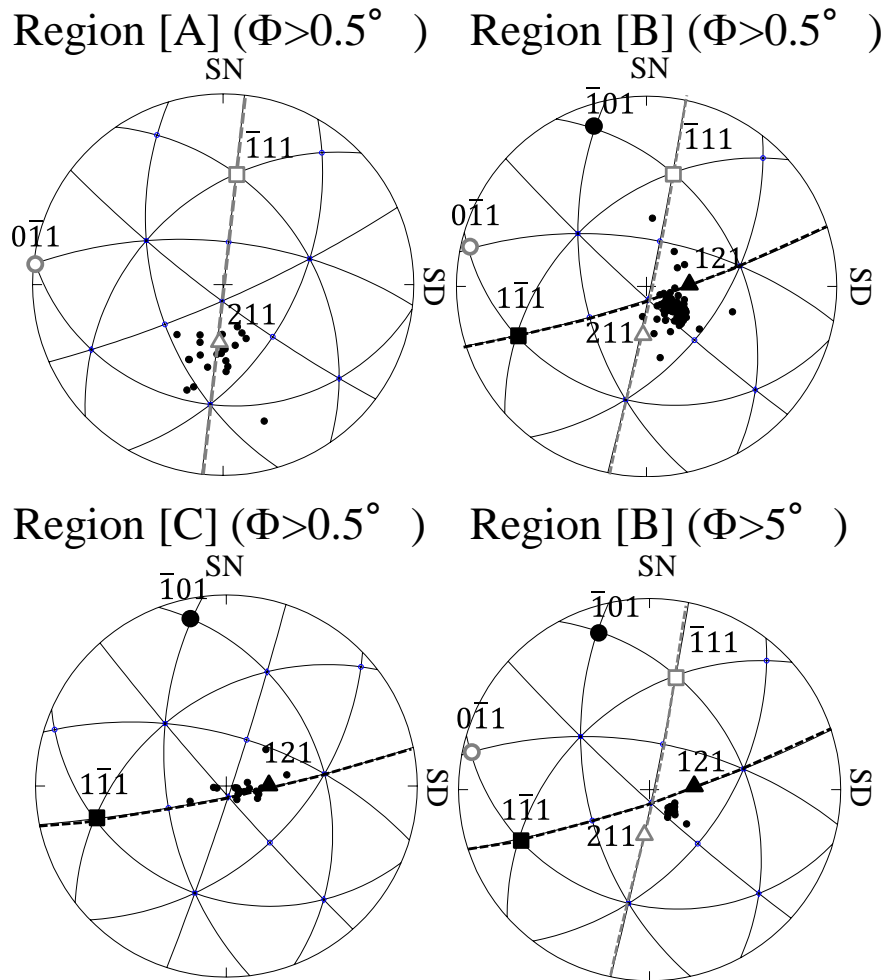 Region [A] (Φ>0.5° )
Region [B] (Φ>0.5° )
SN
1̅11
01̅1
SD
211
SN
1̅01
1̅11
01̅1
121
SD
11̅1
211
Region [C] (Φ>0.5° )
Region [B] (Φ>5° )
SN
1̅01
121
11̅1
SD
SN
1̅01
1̅11
01̅1
121
SD
11̅1
211